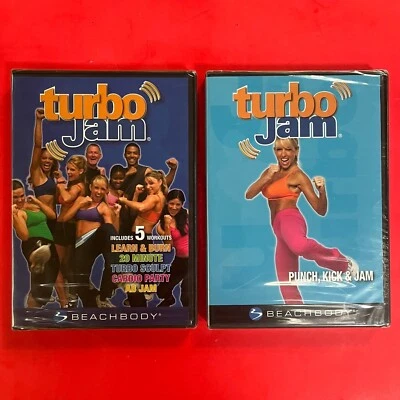 turbo
jam®
INCLUDES 5 WORKOUTS
LEARN & BURN
20 MINUTE
TURBO SCULPT
CARDIO PARTY
AB JAM
BEACHBODY®
turbo
jam®
PUNCH, KICK & JAM
BEACHBODY®